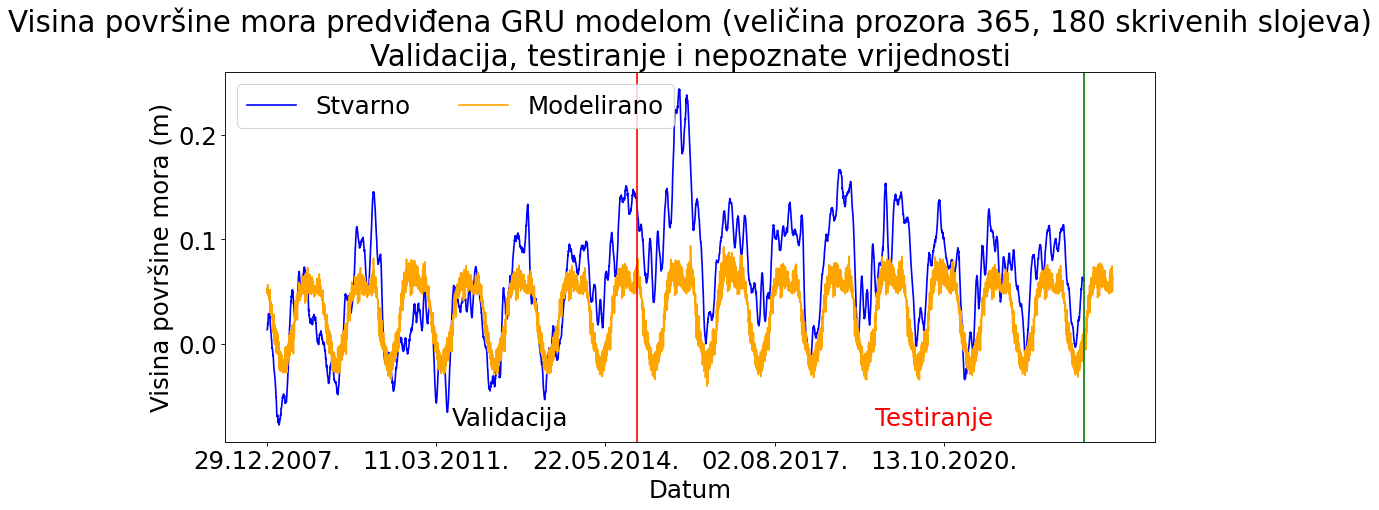 Visina površine mora predviđena GRU modelom (veličina prozora 365, 180 skrivenih slojeva)
Validacija, testiranje i nepoznate vrijednosti
Stvarno
Modelirano
Visina površine mora (m)
0.2
0.1
0.0
Validacija
Testiranje
29.12.2007.
11.03.2011.
22.05.2014.
02.08.2017.
13.10.2020.
Datum